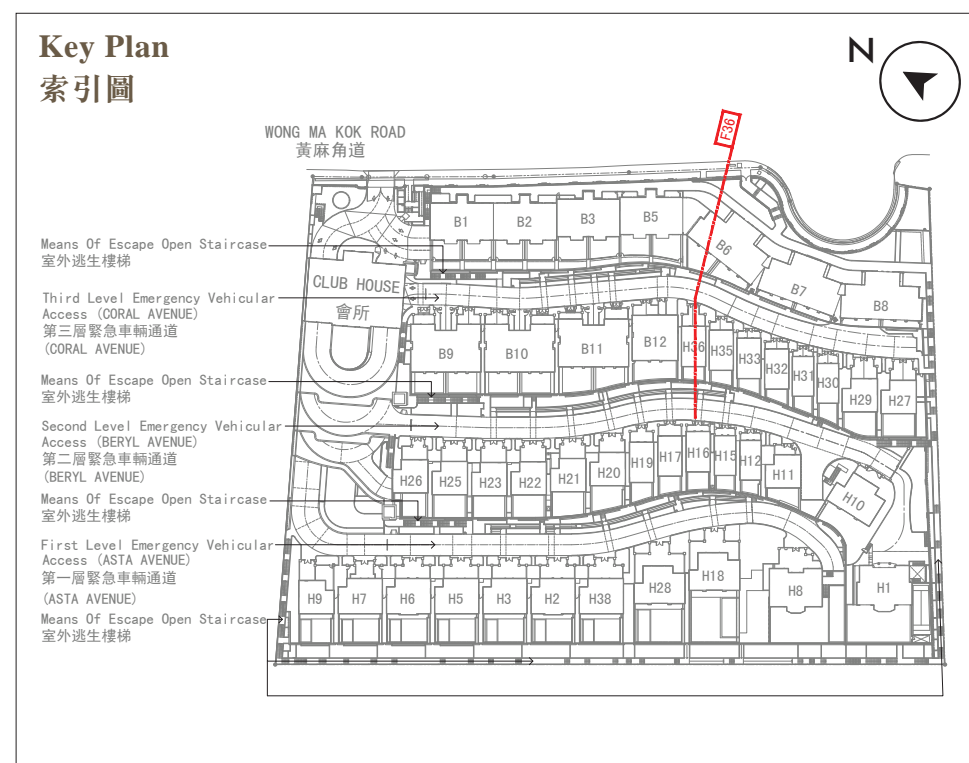 Key Plan
索引圖
N
WONG MA KOK ROAD
黃麻角道
F36
B1
B2
B3
B5
B6
B7
B8
Means Of Escape Open Staircase
室外逃生樓梯
CLUB HOUSE
會所
Third Level Emergency Vehicular
Access (CORAL AVENUE)
第三層緊急車輛通道
(CORAL AVENUE)
B9
B10
B11
B12
H36
H35
H33
H32
H31
H30
H29
H27
Means Of Escape Open Staircase
室外逃生樓梯
Second Level Emergency Vehicular
Access (BERYL AVENUE)
第二層緊急車輛通道
(BERYL AVENUE)
H26
H25
H23
H22
H21
H20
H19
H17
H16
H15
H12
H11
H10
Means Of Escape Open Staircase
室外逃生樓梯
First Level Emergency Vehicular
Access (ASTA AVENUE)
第一層緊急車輛通道
(ASTA AVENUE)
H9
H7
H6
H5
H3
H2
H38
H28
H18
H8
H1
Means Of Escape Open Staircase
室外逃生樓梯